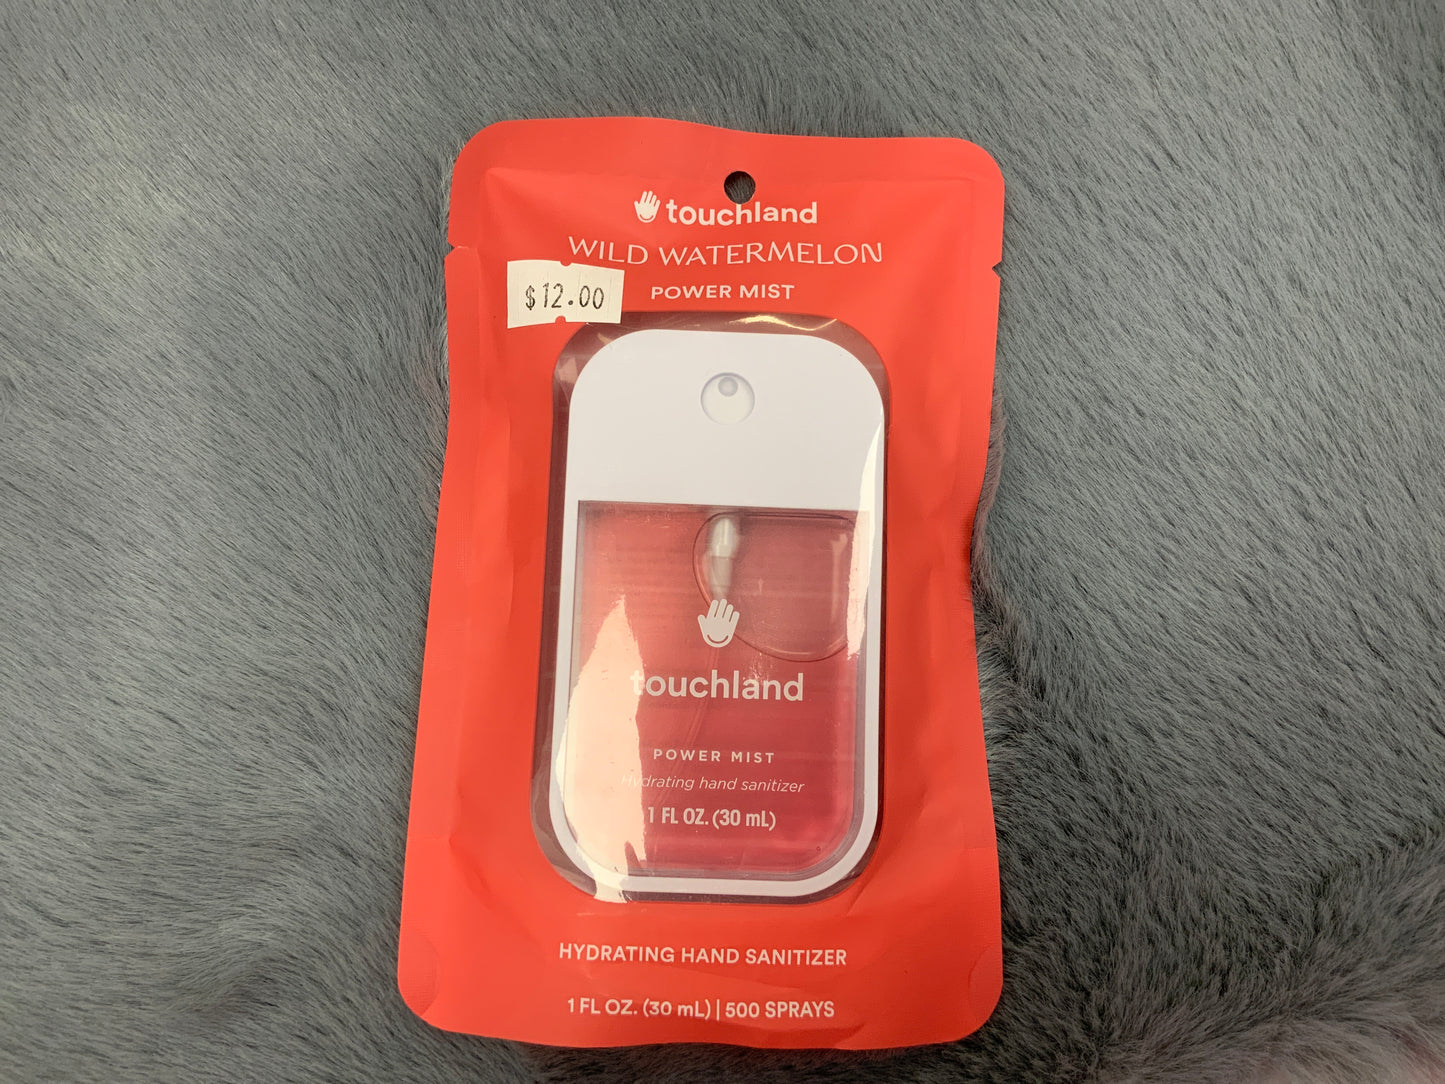 touchland
WILD WATERMELON
$12.00
POWER MIST
touchland
POWER MIST
Hydrating hand sanitizer
1 FL OZ. (30 mL)
HYDRATING HAND SANITIZER
1 FL OZ. (30 mL) | 500 SPRAYS